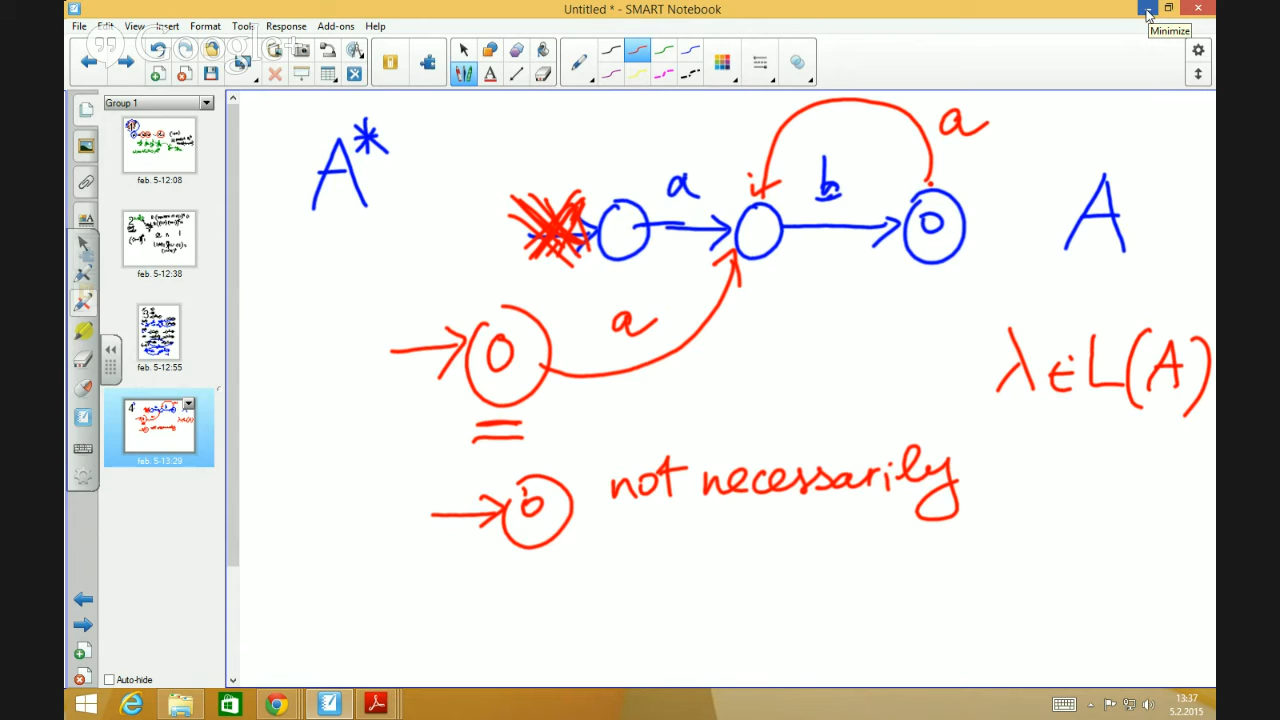 Untitled * - SMART Notebook
Minimize
File Edit View Insert Format Tools Response Add-ons Help
Google+
Group 1
feb. 5-12:08
feb. 5-12:38
feb. 5-12:55
feb. 5-13:29
Auto-hide
A*
a
a
b
A
a
λ∈L(A)
not necessarily
13:37
5.2.2015